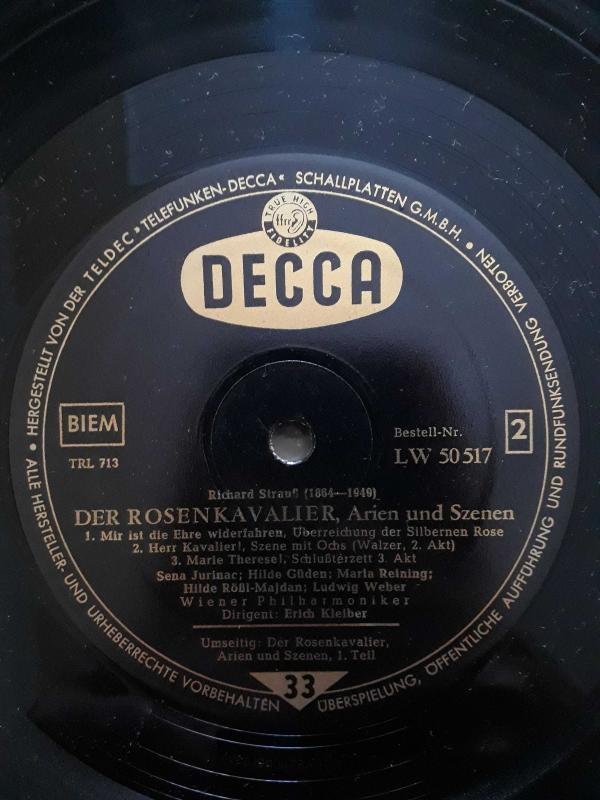 HERGESTELLT VON DER TELDEC • "TELEFUNKEN-DECCA" SCHALLPLATTEN G.M.B.H. •
ALLE HERSTELLER- UND URHEBERRECHTE VORBEHALTEN
ÜBERSPIELUNG, ÖFFENTLICHE AUFFÜHRUNG UND RUNDFUNKSENDUNG VERBOTEN
TRUE HIGH
ffrr
FIDELITY
DECCA
BIEM
TRL 713
Bestell-Nr.
LW 50 517
2
Richard Strauß (1864—1949)
DER ROSENKAVALIER, Arien und Szenen
1. Mir ist die Ehre widerfahren, Überreichung der Silbernen Rose
2. Herr Kavalier!, Szene mit Ochs (Walzer, 2. Akt)
3. Marie Theres!, Schlußterzett 3. Akt
Sena Jurinac; Hilde Güden; Maria Reining;
Hilde Rößl-Majdan; Ludwig Weber
Wiener Philharmoniker
Dirigent: Erich Kleiber
Umseitig: Der Rosenkavalier,
Arien und Szenen, 1. Teil
33